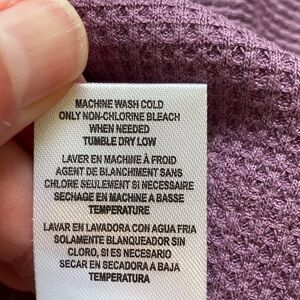 MACHINE WASH COLD
ONLY NON-CHLORINE BLEACH
WHEN NEEDED
TUMBLE DRY LOW
LAVER EN MACHINE À FROID
AGENT DE BLANCHIMENT SANS
CHLORE SEULEMENT SI NECESSAIRE
SECHAGE EN MACHINE A BASSE
TEMPERATURE
LAVAR EN LAVADORA CON AGUA FRIA
SOLAMENTE BLANQUEADOR SIN
CLORO, SI ES NECESARIO
SECAR EN SECADORA A BAJA
TEMPERATURA